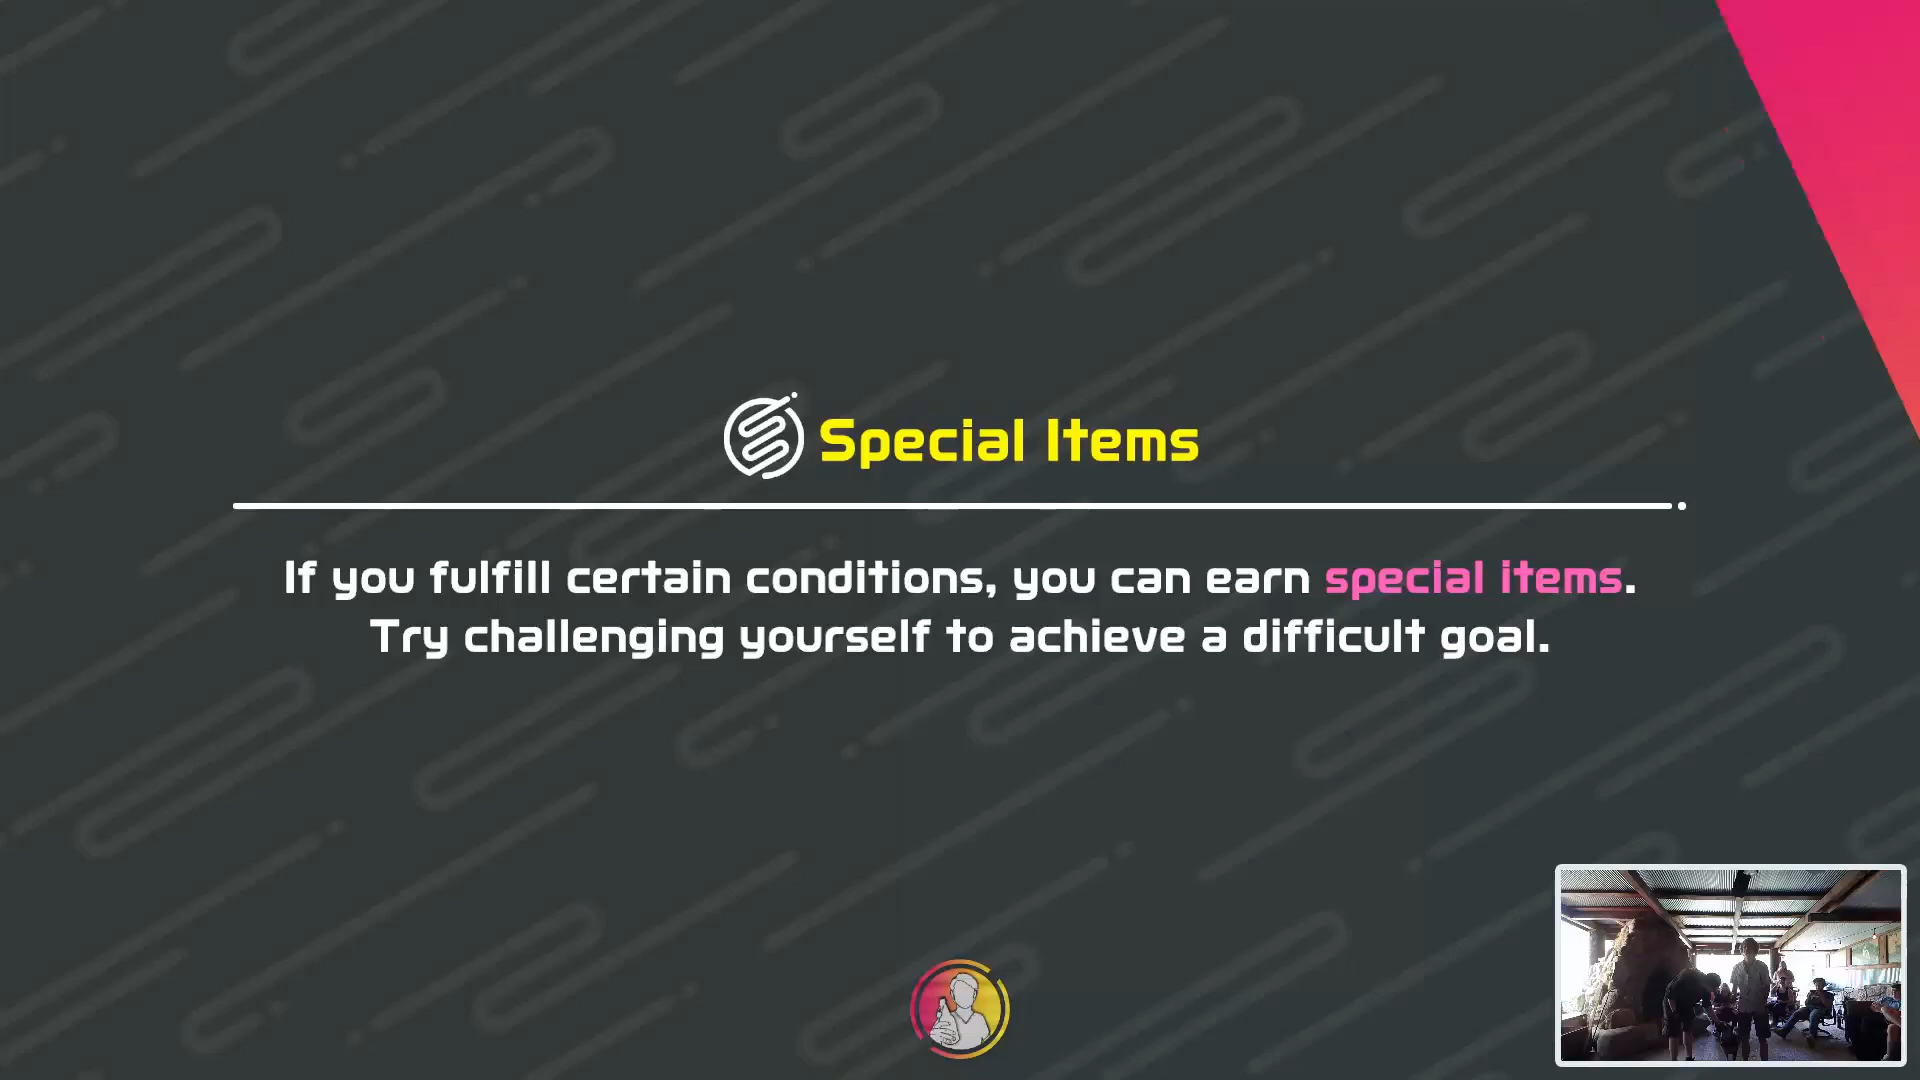 Special Items
If you fulfill certain conditions, you can earn special items.
Try challenging yourself to achieve a difficult goal.